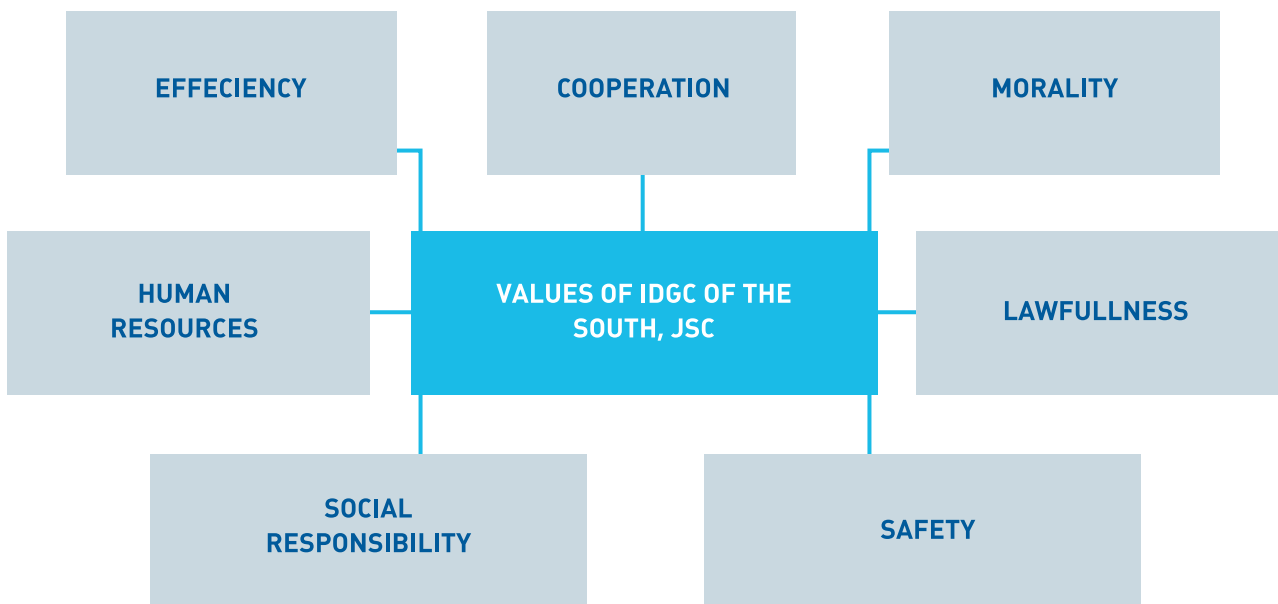 EFFECIENCY
COOPERATION
MORALITY
HUMAN
RESOURCES
VALUES OF IDGC OF THE
SOUTH, JSC
LAWFULLNESS
SOCIAL
RESPONSIBILITY
SAFETY